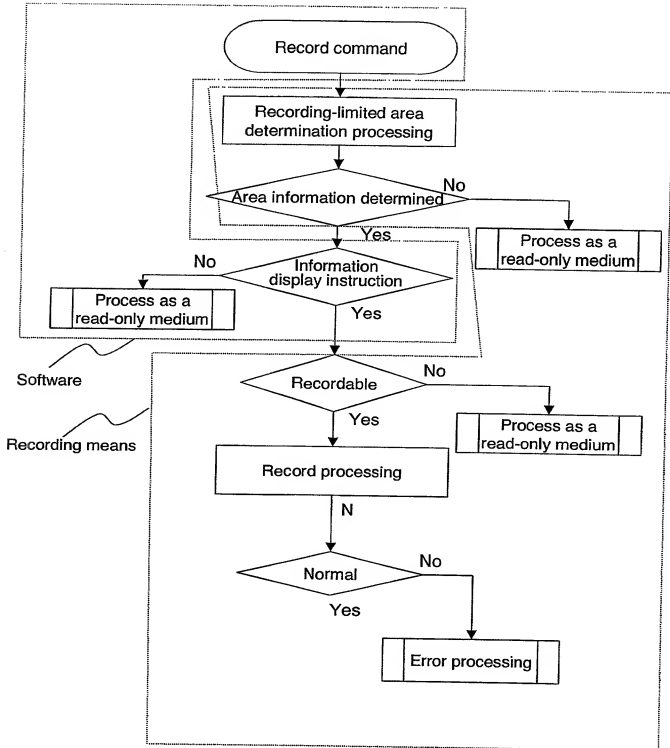 Record command
Recording-limited area
determination processing
Area information determined
No
Yes
Process as a
read-only medium
Information
display instruction
No
Process as a
read-only medium
Yes
Software
Recordable
No
Yes
Process as a
read-only medium
Recording means
Record processing
N
Normal
No
Yes
Error processing